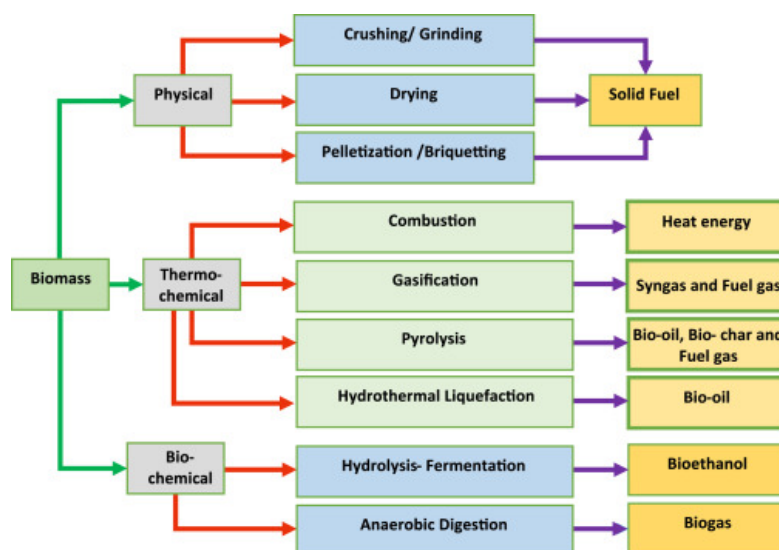 Crushing/ Grinding
Physical
Drying
Solid Fuel
Pelletization /Briquetting
Combustion
Heat energy
Biomass
Thermo-
chemical
Gasification
Syngas and Fuel gas
Pyrolysis
Bio-oil, Bio- char and
Fuel gas
Hydrothermal Liquefaction
Bio-oil
Bio-
chemical
Hydrolysis- Fermentation
Bioethanol
Anaerobic Digestion
Biogas